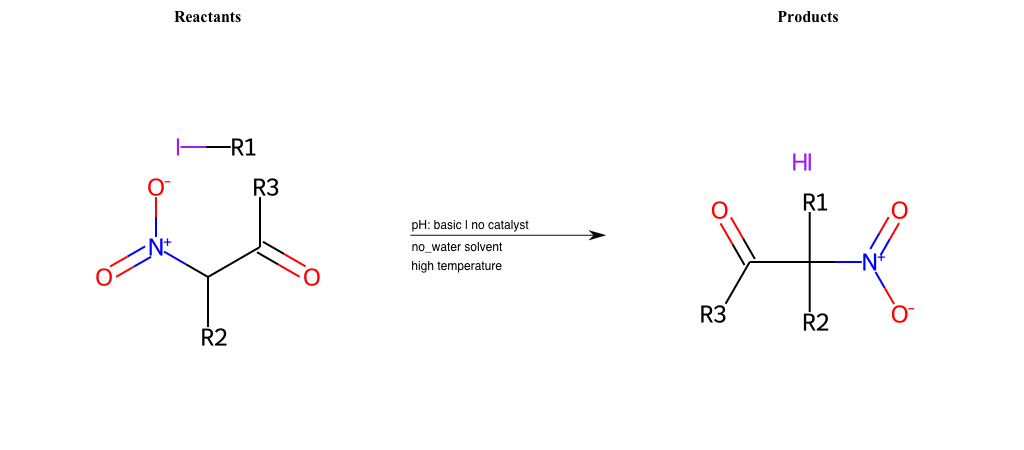 Reactants
Products
I R1
HI
O- R3
N+
O O
R2
pH: basic | no catalyst
no_water solvent
high temperature
O R1 O
N+
R3 R2 O-